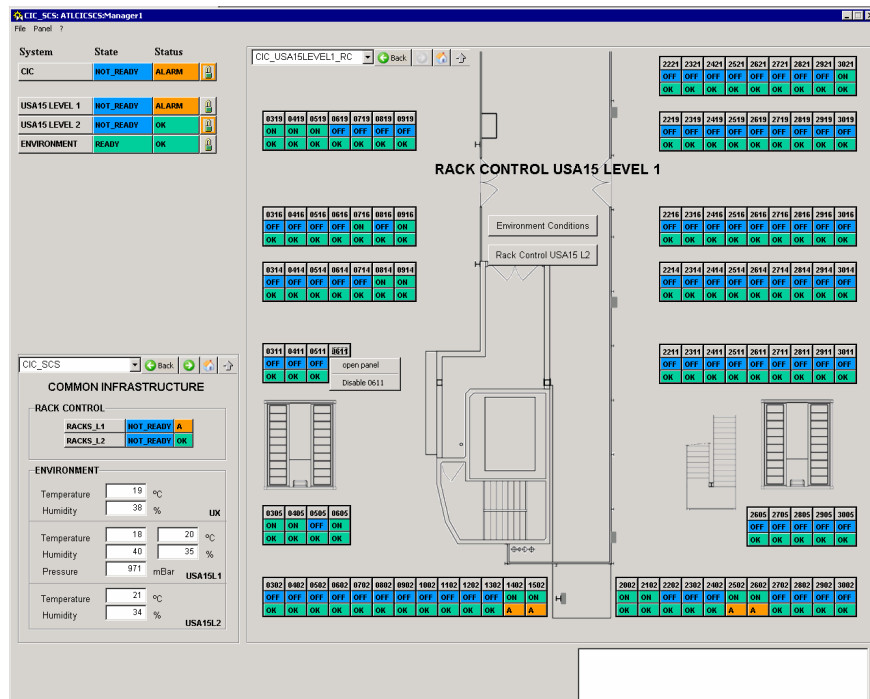 CIC_SCS: ATLCICSCS:Manager1
File Panel ?
System State Status
CIC NOT_READY ALARM
USA15 LEVEL 1 NOT_READY ALARM
USA15 LEVEL 2 NOT_READY OK
ENVIRONMENT READY OK
CIC_USA15LEVEL1_RC Back
2221 2321 2421 2521 2621 2721 2821 2921 3021
OFF OFF OFF OFF OFF OFF OFF OFF ON
OK OK OK OK OK OK OK OK OK
0319 0419 0519 0619 0719 0819 0919
ON ON ON OFF OFF OFF OFF
OK OK OK OK OK OK OK
2219 2319 2419 2519 2619 2719 2819 2919 3019
OFF OFF OFF OFF OFF OFF OFF OFF OFF
OK OK OK OK OK OK OK OK OK
RACK CONTROL USA15 LEVEL 1
0316 0416 0516 0616 0716 0816 0916
OFF OFF OFF OFF ON OFF ON
OK OK OK OK OK OK OK
Environment Conditions
Rack Control USA15 L2
2216 2316 2416 2516 2616 2716 2816 2916 3016
OFF OFF OFF OFF OFF OFF OFF OFF OFF
OK OK OK OK OK OK OK OK OK
0314 0414 0514 0614 0714 0814 0914
OFF OFF OFF OFF OFF ON ON
OK OK OK OK OK OK OK
2214 2314 2414 2514 2614 2714 2814 2914 3014
OFF OFF OFF OFF OFF OFF OFF OFF OFF
OK OK OK OK OK OK OK OK OK
0311 0411 0511 0611
OFF OFF OFF
OK OK OK
open panel
Disable 0611
2211 2311 2411 2511 2611 2711 2811 2911 3011
OFF OFF OFF OFF OFF OFF OFF OFF OFF
OK OK OK OK OK OK OK OK OK
0305 0405 0505 0605
ON ON OFF ON
OK OK OK OK
2605 2705 2805 2905 3005
OFF OFF OFF OFF OFF
OK OK OK OK OK
0302 0402 0502 0602 0702 0802 0902 1002 1102 1202 1302 1402 1502
OFF OFF OFF OFF OFF OFF OFF OFF OFF OFF OFF ON ON
OK OK OK OK OK OK OK OK OK OK OK A A
2002 2102 2202 2302 2402 2502 2602 2702 2802 2902 3002
ON ON OFF OFF OFF ON ON OFF OFF OFF OFF
OK OK OK OK OK A A OK OK OK OK
CIC_SCS Back
COMMON INFRASTRUCTURE
RACK CONTROL
RACKS_L1 NOT_READY A
RACKS_L2 NOT_READY OK
ENVIRONMENT
Temperature 19 ºC
Humidity 38 % UX
Temperature 18 20 ºC
Humidity 40 35 %
Pressure 971 mBar USA15L1
Temperature 21 ºC
Humidity 34 %
USA15L2